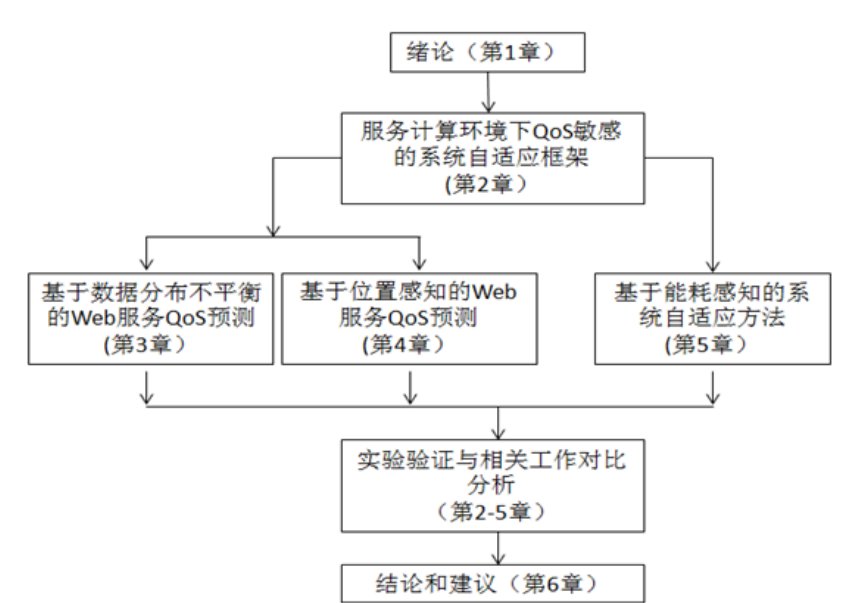 绪论（第1章）
服务计算环境下QoS敏感
的系统自适应框架
(第2章）
基于数据分布不平衡
的Web服务QoS预测
(第3章）
基于位置感知的Web
服务QoS预测
(第4章）
基于能耗感知的系
统自适应方法
(第5章）
实验验证与相关工作对比
分析
（第2-5章）
结论和建议（第6章）